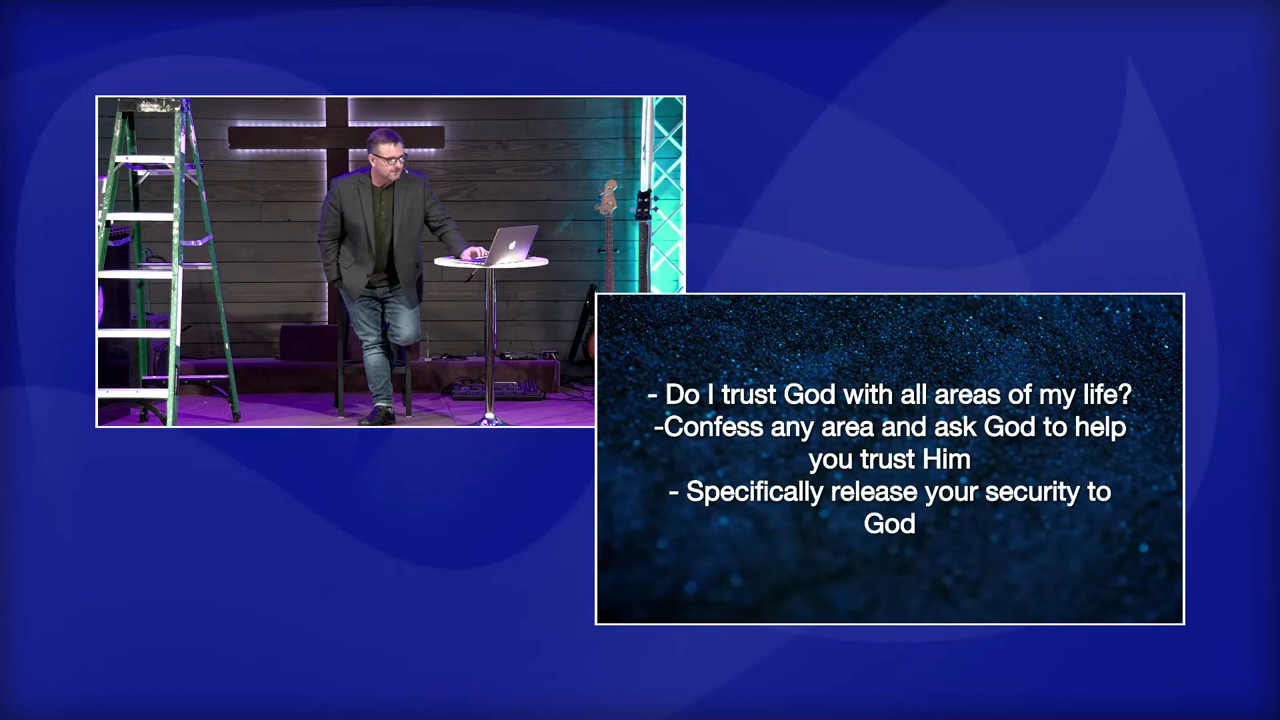 - Do I trust God with all areas of my life?
-Confess any area and ask God to help
you trust Him
- Specifically release your security to
God